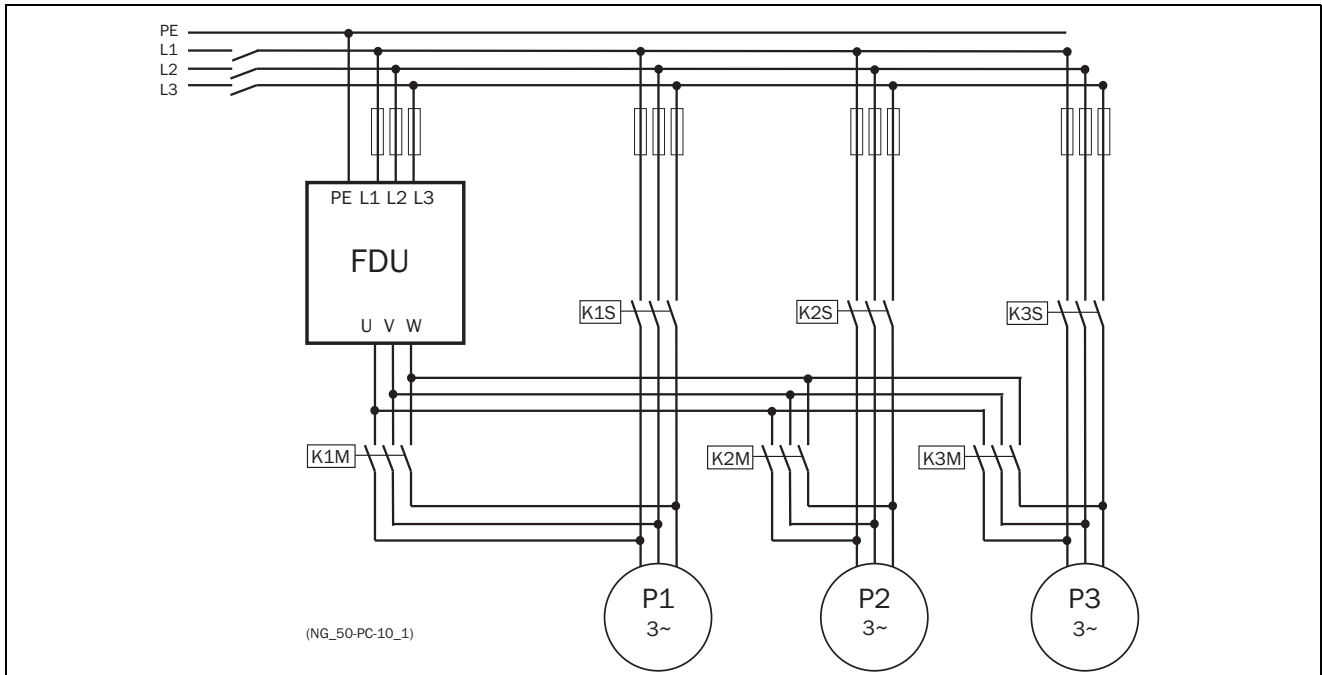 PE
L1
L2
L3
PE L1 L2 L3
FDU
U V W
K1S
K2S
K3S
K1M
K2M
K3M
P1
3~
P2
3~
P3
3~
(NG_50-PC-10_1)